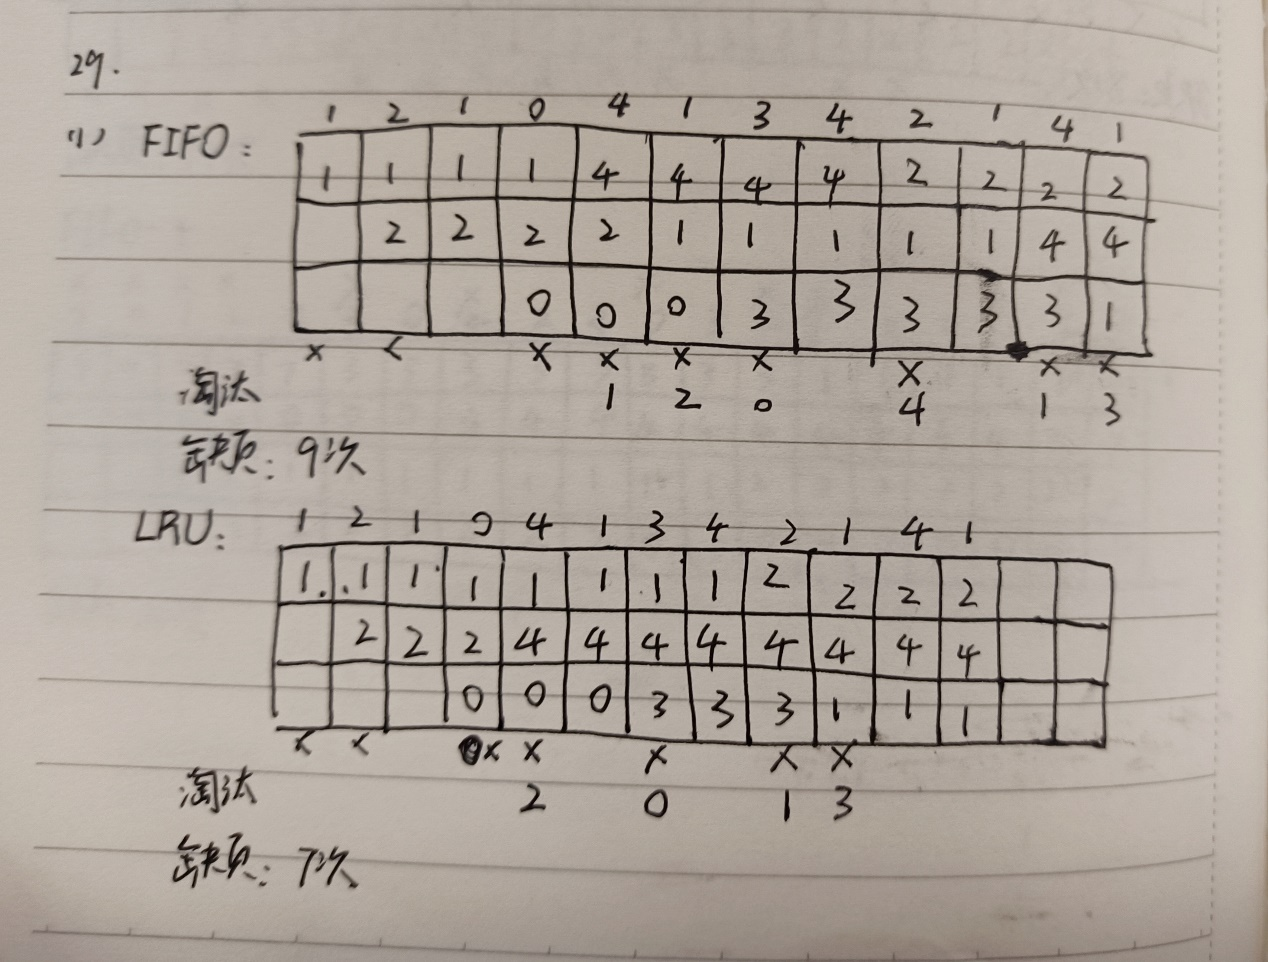 29.
(1) FIFO: 1 2 1 0 4 1 3 4 2 1 4 1
1 1 1 1 4 4 4 4 2 2 2 2
2 2 2 2 1 1 1 1 1 4 4
0 0 0 3 3 3 3 3 1
× × × × × × × × ×
淘汰 1 2 0 4 1 3
缺页: 9次
LRU: 1 2 1 0 4 1 3 4 2 1 4 1
1 1 1 1 1 1 1 1 2 2 2 2
2 2 2 4 4 4 4 4 4 4 4
0 0 0 3 3 3 1 1 1
× × × × × × ×
淘汰 2 0 1 3
缺页: 7次